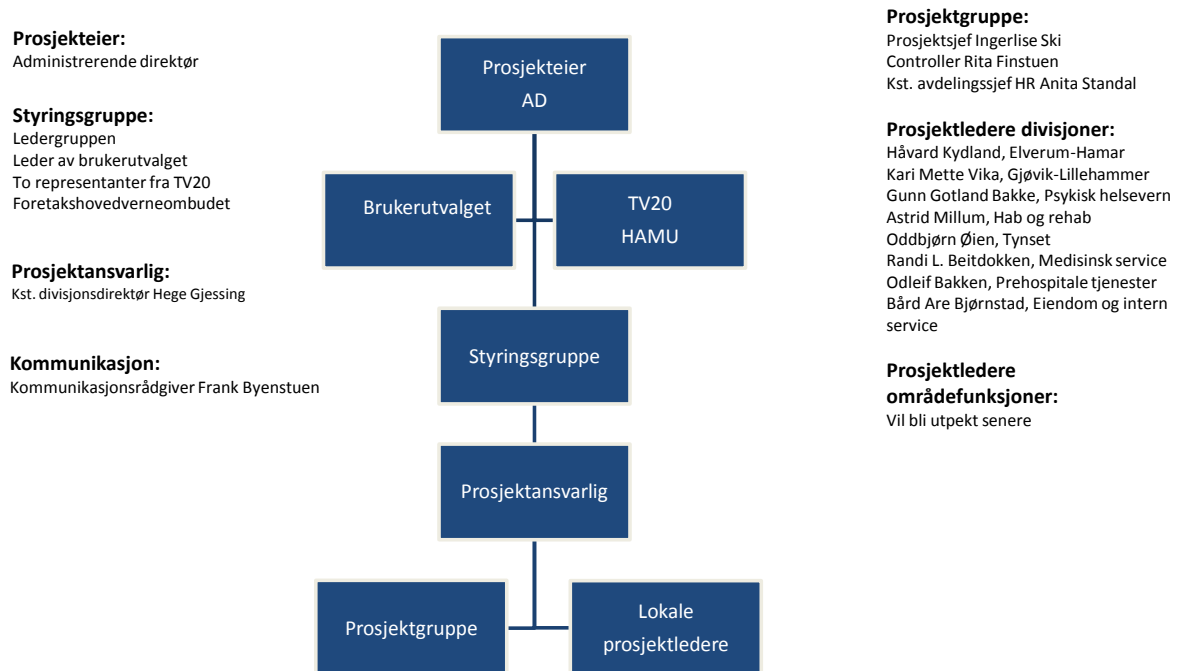 Prosjekteier:
Administrerende direktør
Styringsgruppe:
Ledergruppen
Leder av brukerutvalget
To representanter fra TV20
Foretakshovedverneombudet
Prosjektansvarlig:
Kst. divisjonsdirektør Hege Gjessing
Kommunikasjon:
Kommunikasjonsrådgiver Frank Byenstuen
Prosjekteier
AD
Brukerutvalget
TV20
HAMU
Styringsgruppe
Prosjektansvarlig
Prosjektgruppe
Lokale
prosjektledere
Prosjektgruppe:
Prosjektsjef Ingerlise Ski
Controller Rita Finstuen
Kst. avdelingssjef HR Anita Standal
Prosjektledere divisjoner:
Håvard Kydland, Elverum-Hamar
Kari Mette Vika, Gjøvik-Lillehammer
Gunn Gotland Bakke, Psykisk helsevern
Astrid Millum, Hab og rehab
Oddbjørn Øien, Tynset
Randi L. Beitdokken, Medisinsk service
Odleif Bakken, Prehospitale tjenester
Bård Are Bjørnstad, Eiendom og intern
service
Prosjektledere
områdefunksjoner:
Vil bli utpekt senere